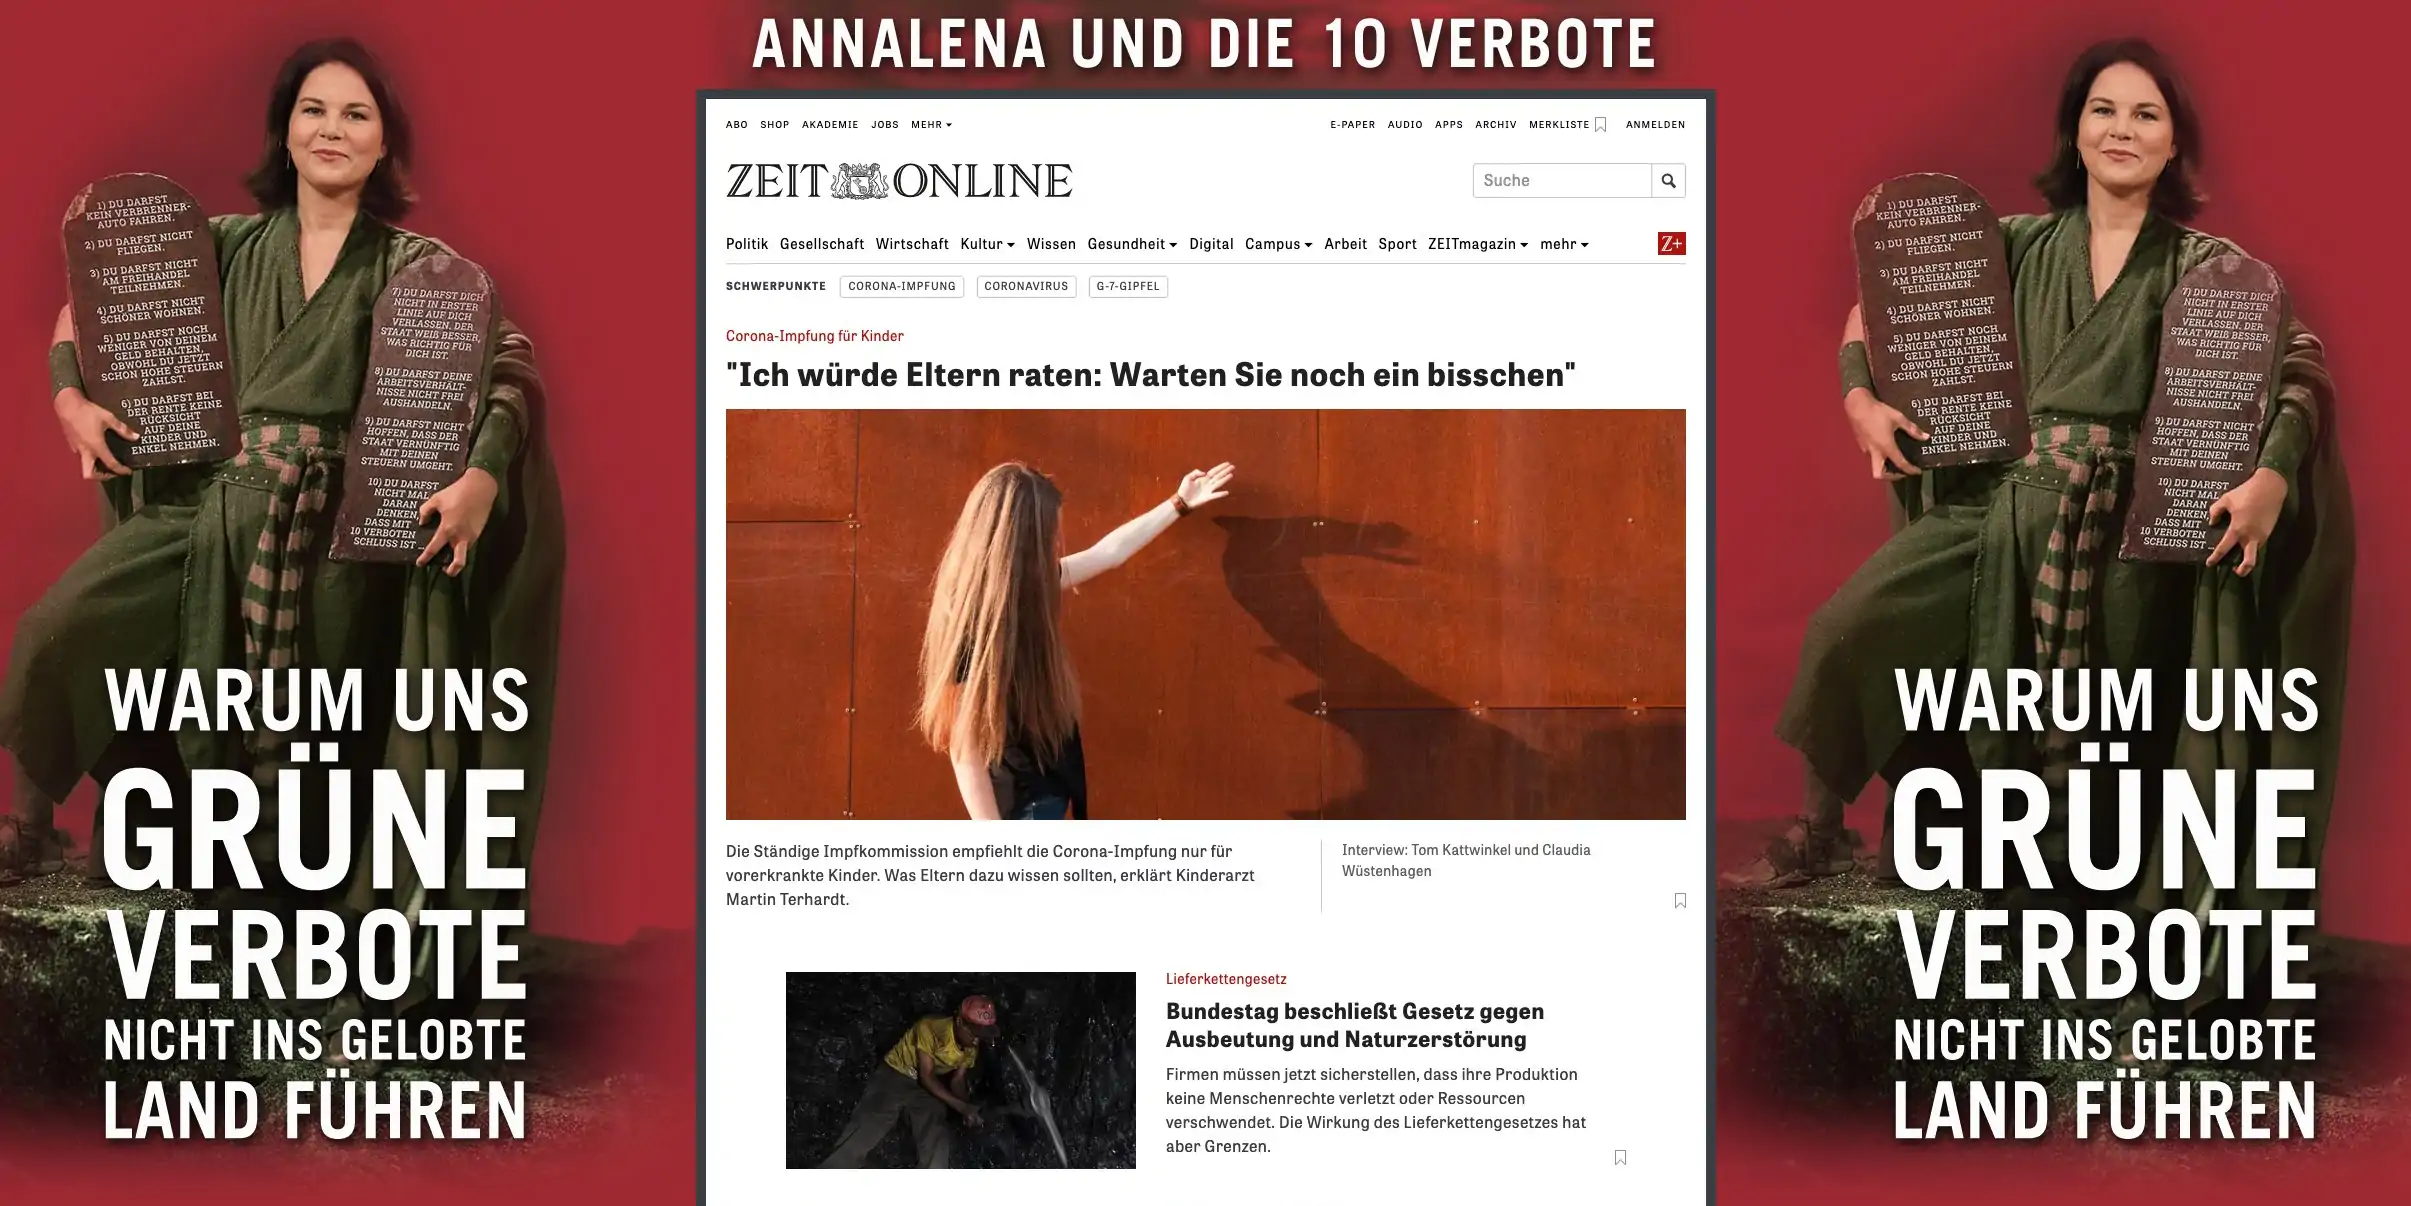 ANNALENA UND DIE 10 VERBOTE
1) DU DARFST
KEIN VERBRENNER-
AUTO FAHREN.
2) DU DARFST NICHT
FLIEGEN.
3) DU DARFST NICHT
AM FREIHANDEL
TEILNEHMEN.
4) DU DARFST NICHT
SCHÖNER WOHNEN.
5) DU DARFST NOCH
WENIGER VON DEINEM
GELD BEHALTEN,
OBWOHL DU JETZT
SCHON HOHE STEUERN
ZAHLST.
6) DU DARFST BEI
DER RENTE KEINE
RÜCKSICHT
AUF DEINE
KINDER UND
ENKEL NEHMEN.
7) DU DARFST DICH
NICHT IN ERSTER
LINIE AUF DICH
VERLASSEN. DER
STAAT WEIß BESSER,
WAS RICHTIG FÜR
DICH IST.
8) DU DARFST DEINE
ARBEITSVERHÄLT-
NISSE NICHT FREI
AUSHANDELN.
9) DU DARFST NICHT
HOFFEN, DASS DER
STAAT VERNÜNFTIG
MIT DEINEN
STEUERN UMGEHT.
10) DU DARFST
NICHT MAL
DARAN
DENKEN,
DASS MIT
10 VERBOTEN
SCHLUSS IST ...
WARUM UNS
GRÜNE
VERBOTE
NICHT INS GELOBTE
LAND FÜHREN
ABO SHOP AKADEMIE JOBS MEHR
E-PAPER AUDIO APPS ARCHIV MERKLISTE ANMELDEN
ZEIT ONLINE
Suche
Politik Gesellschaft Wirtschaft Kultur Wissen Gesundheit Digital Campus Arbeit Sport ZEITmagazin mehr Z+
SCHWERPUNKTE CORONA-IMPFUNG CORONAVIRUS G-7-GIPFEL
Corona-Impfung für Kinder
"Ich würde Eltern raten: Warten Sie noch ein bisschen"
Die Ständige Impfkommission empfiehlt die Corona-Impfung nur für
vorerkrankte Kinder. Was Eltern dazu wissen sollten, erklärt Kinderarzt
Martin Terhardt.
Interview: Tom Kattwinkel und Claudia
Wüstenhagen
Lieferkettengesetz
Bundestag beschließt Gesetz gegen
Ausbeutung und Naturzerstörung
Firmen müssen jetzt sicherstellen, dass ihre Produktion
keine Menschenrechte verletzt oder Ressourcen
verschwendet. Die Wirkung des Lieferkettengesetzes hat
aber Grenzen.
1) DU DARFST
KEIN VERBRENNER-
AUTO FAHREN.
2) DU DARFST NICHT
FLIEGEN.
3) DU DARFST NICHT
AM FREIHANDEL
TEILNEHMEN.
4) DU DARFST NICHT
SCHÖNER WOHNEN.
5) DU DARFST NOCH
WENIGER VON DEINEM
GELD BEHALTEN,
OBWOHL DU JETZT
SCHON HOHE STEUERN
ZAHLST.
6) DU DARFST BEI
DER RENTE KEINE
RÜCKSICHT
AUF DEINE
KINDER UND
ENKEL NEHMEN.
7) DU DARFST DICH
NICHT IN ERSTER
LINIE AUF DICH
VERLASSEN. DER
STAAT WEIß BESSER,
WAS RICHTIG FÜR
DICH IST.
8) DU DARFST DEINE
ARBEITSVERHÄLT-
NISSE NICHT FREI
AUSHANDELN.
9) DU DARFST NICHT
HOFFEN, DASS DER
STAAT VERNÜNFTIG
MIT DEINEN
STEUERN UMGEHT.
10) DU DARFST
NICHT MAL
DARAN
DENKEN,
DASS MIT
10 VERBOTEN
SCHLUSS IST ...
WARUM UNS
GRÜNE
VERBOTE
NICHT INS GELOBTE
LAND FÜHREN